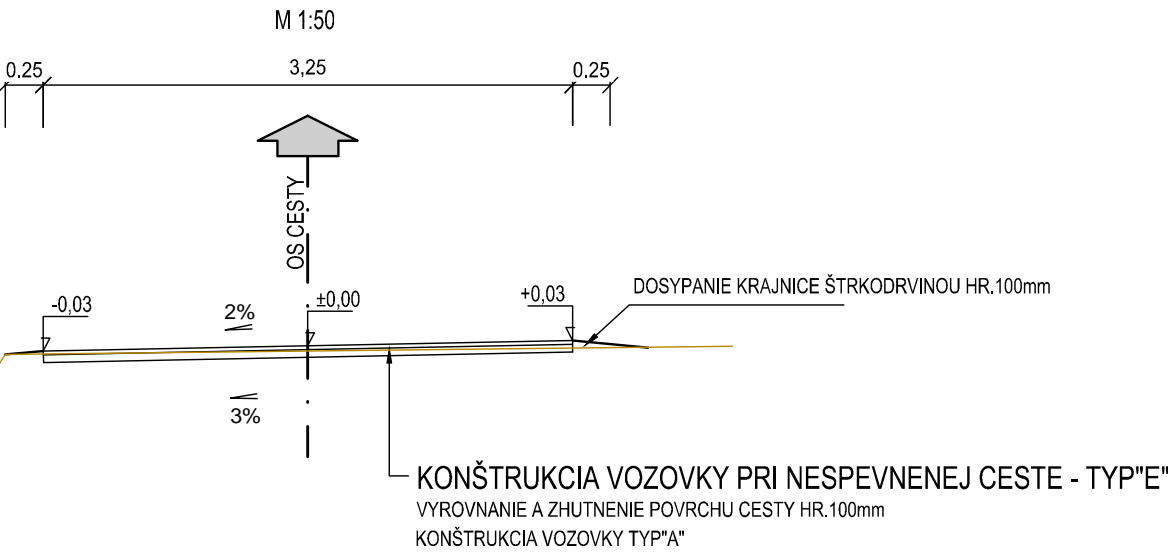 M 1:50
0.25
3,25
0.25
OS CESTY
DOSYPANIE KRAJNICE ŠTRKODRVINOU HR.100mm
-0,03
±0,00
+0,03
2%
3%
KONŠTRUKCIA VOZOVKY PRI NESPEVNENEJ CESTE - TYP"E"
VYROVNANIE A ZHUTNENIE POVRCHU CESTY HR.100mm
KONŠTRUKCIA VOZOVKY TYP"A"